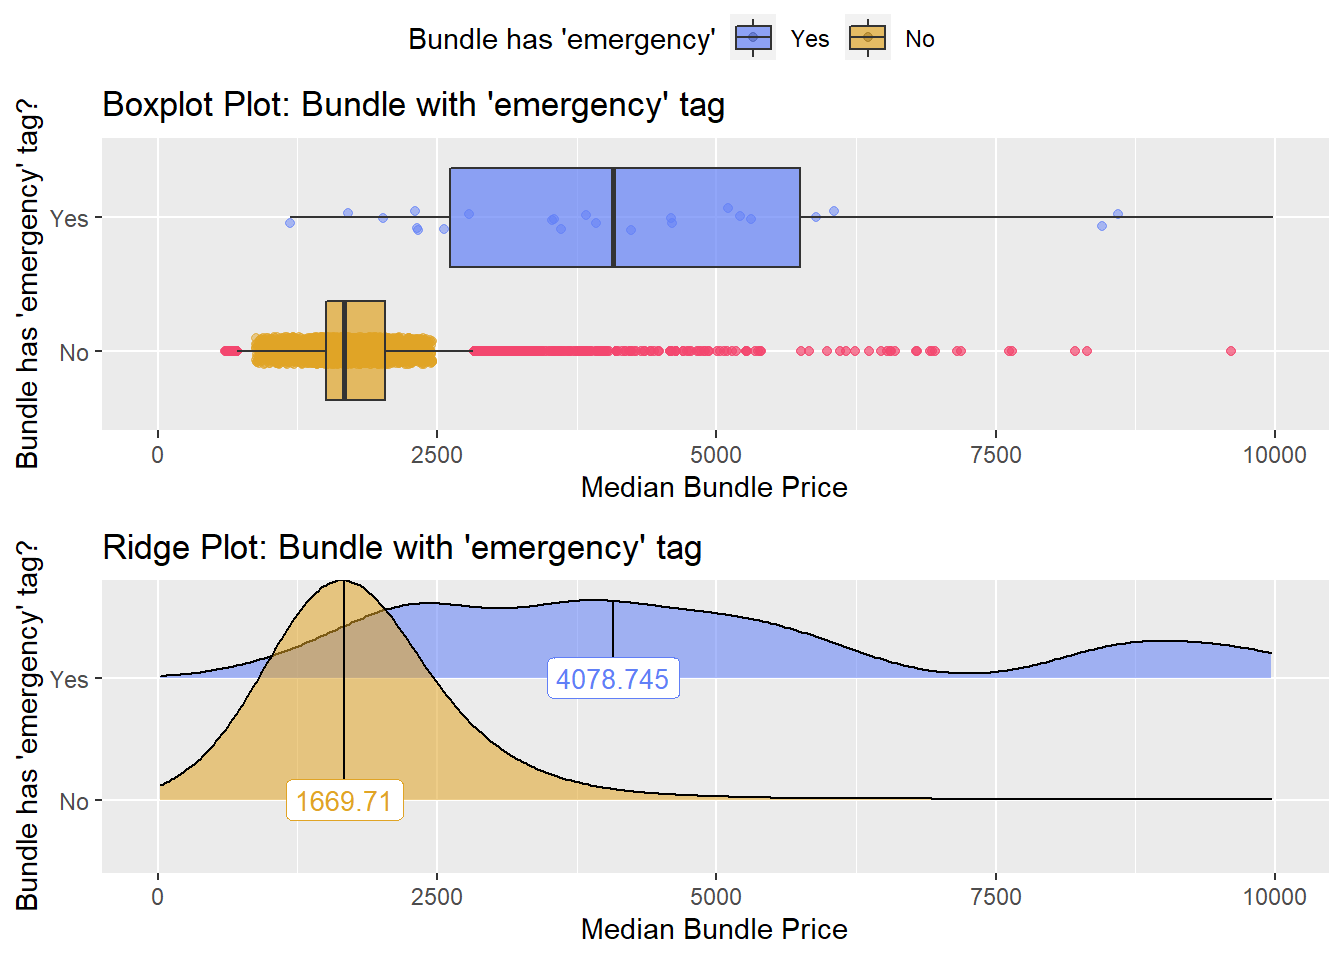 Bundle has 'emergency' Yes No
Boxplot Plot: Bundle with 'emergency' tag
Bundle has 'emergency' tag?
Yes
No
0 2500 5000 7500 10000
Median Bundle Price
Ridge Plot: Bundle with 'emergency' tag
Bundle has 'emergency' tag?
Yes
4078.745
No
1669.71
0 2500 5000 7500 10000
Median Bundle Price